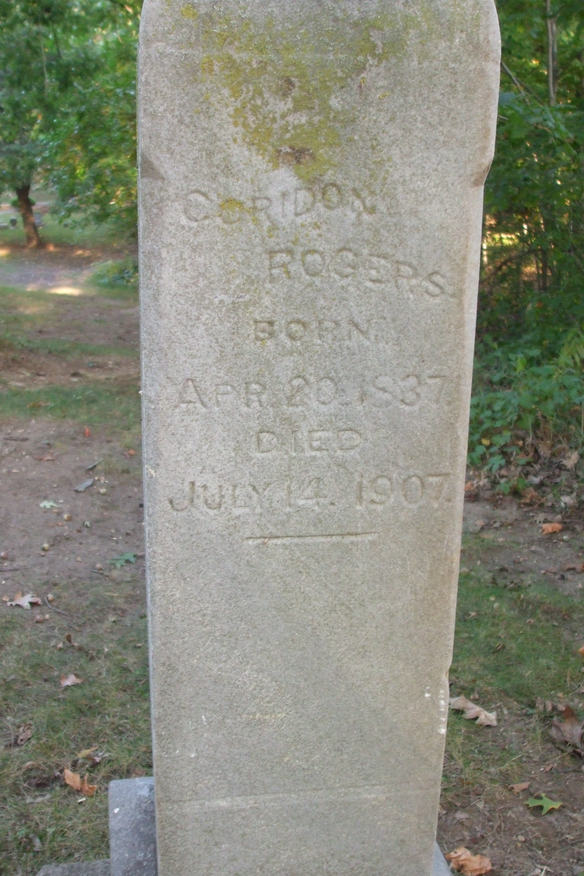 CORIDON
ROGERS.
BORN
APR. 20. 1837
DIED
JULY 14. 1907.